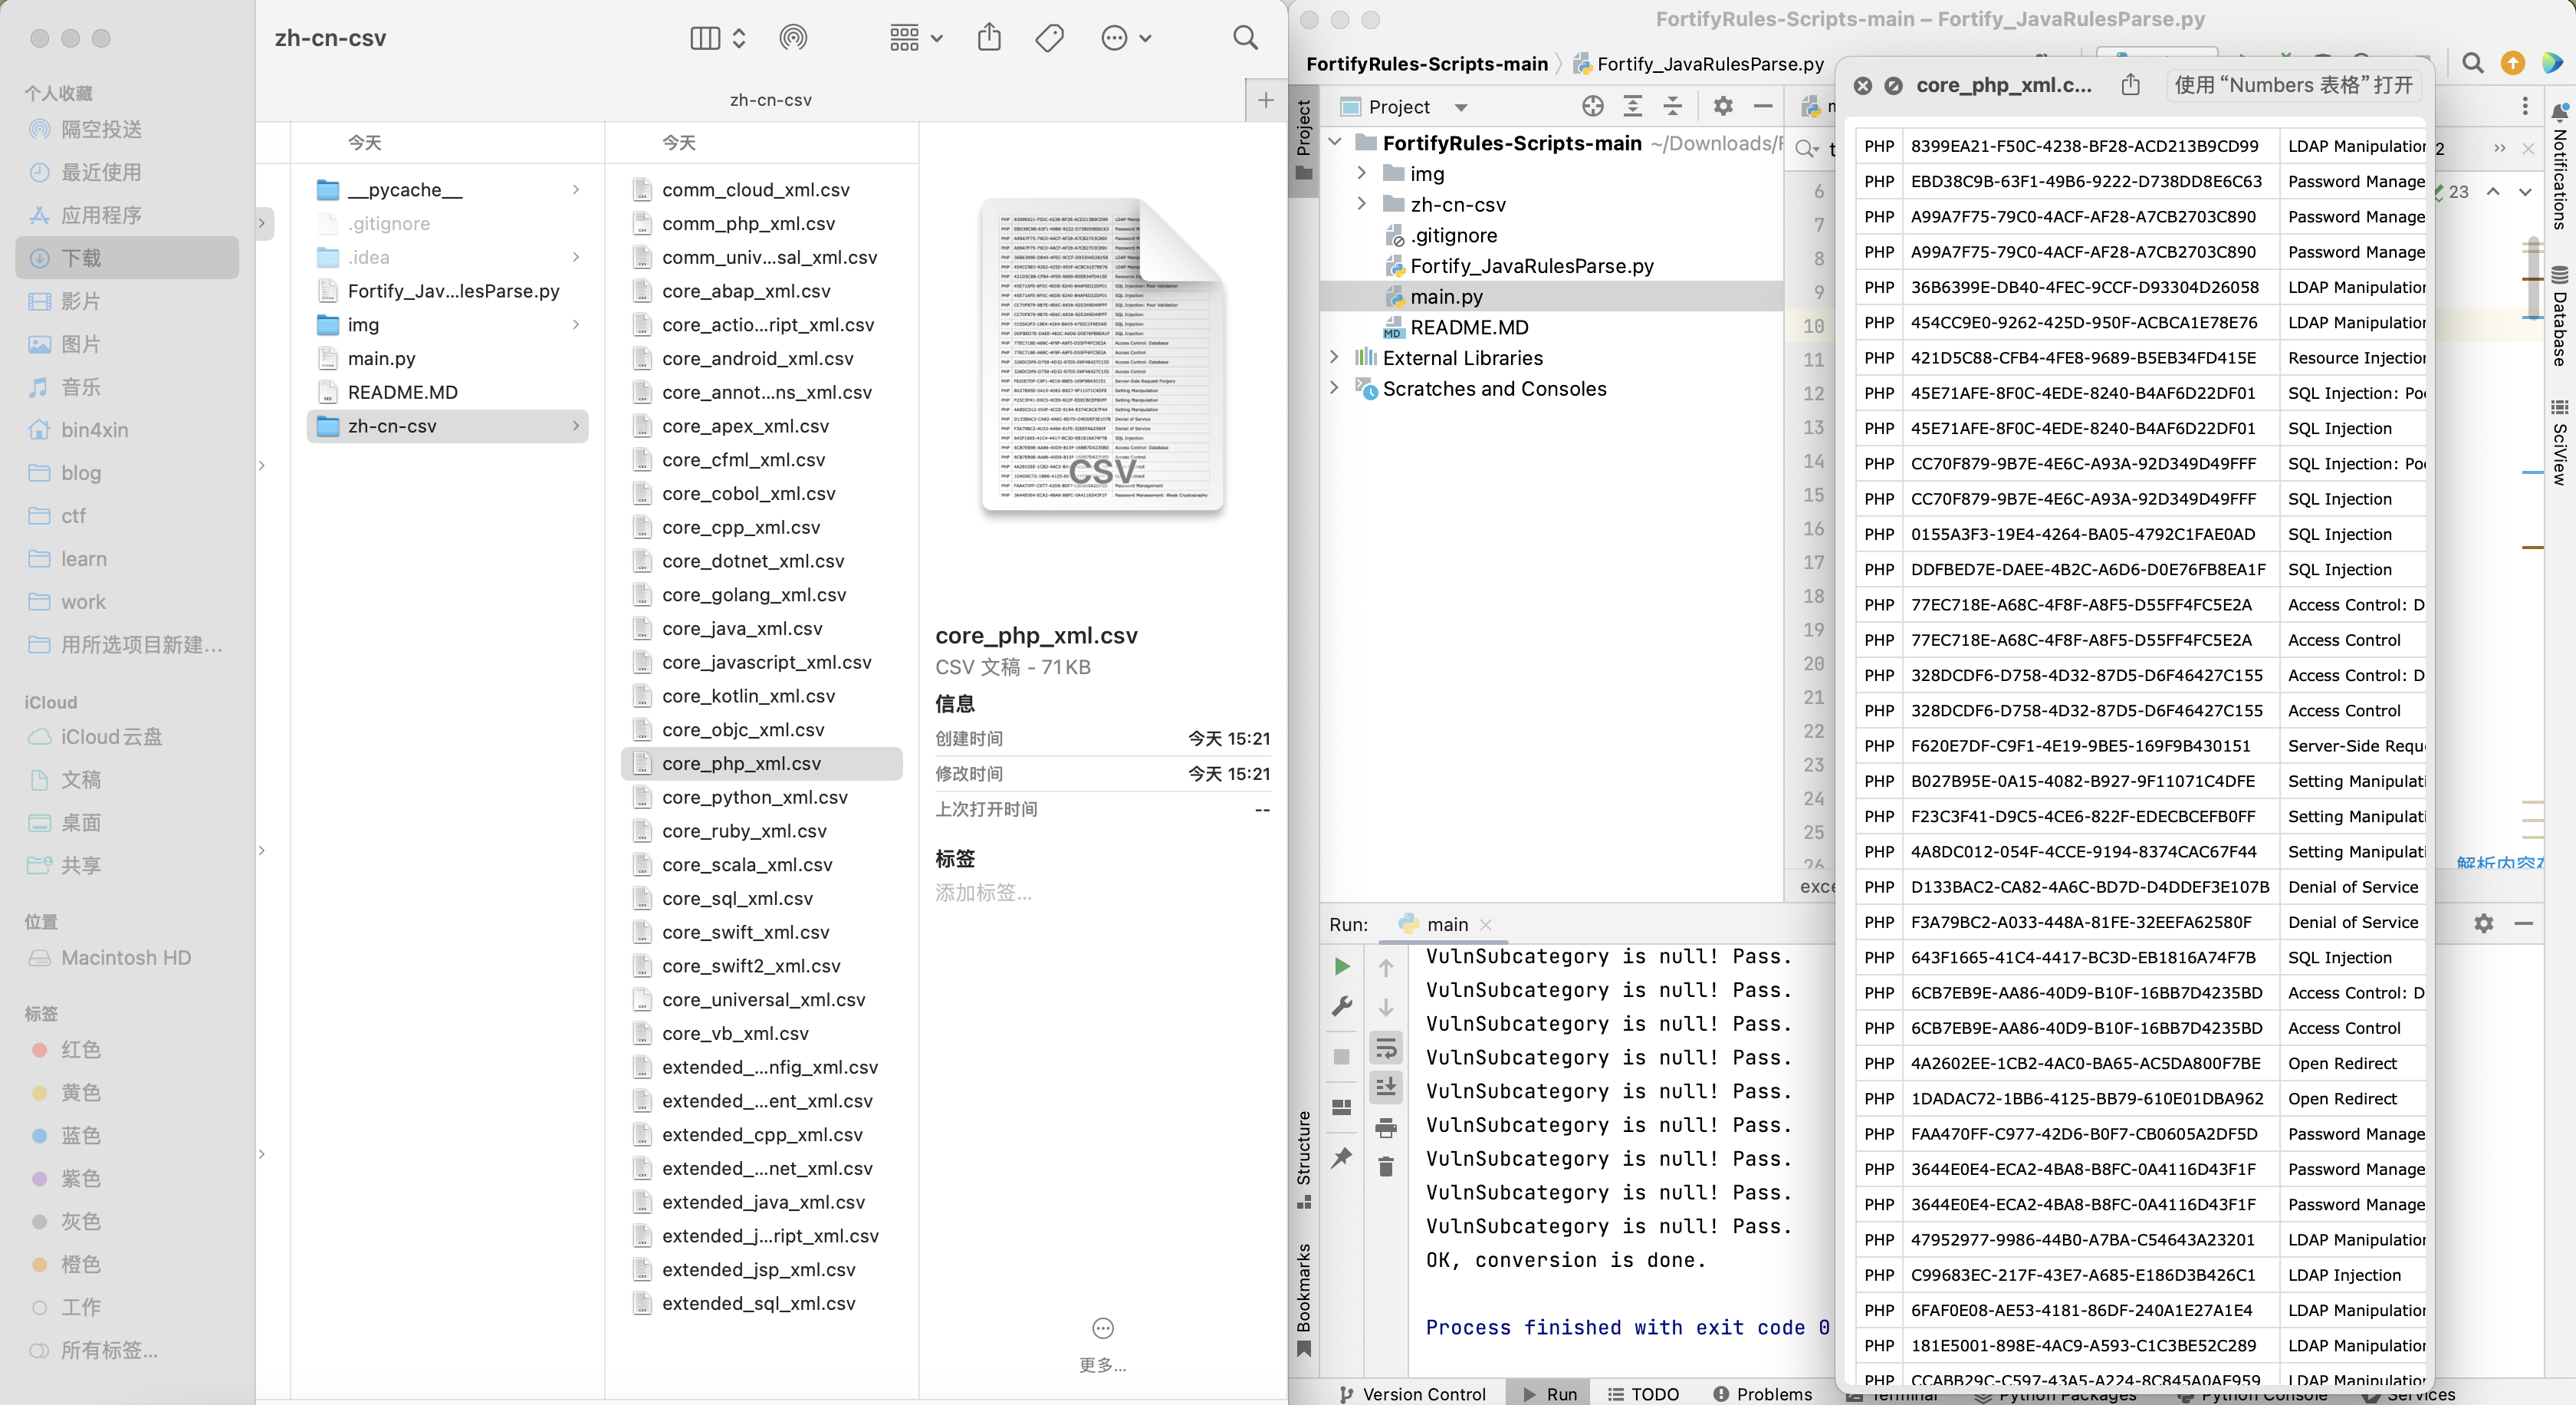 zh-cn-csv
zh-cn-csv
个人收藏
隔空投送
最近使用
应用程序
下载
影片
图片
音乐
bin4xin
blog
ctf
learn
work
用所选项目新建...
iCloud
iCloud 云盘
文稿
桌面
共享
位置
Macintosh HD
标签
红色
黄色
蓝色
紫色
灰色
橙色
工作
所有标签...
今天
__pycache__
.gitignore
.idea
Fortify_Jav...lesParse.py
img
main.py
README.MD
zh-cn-csv
今天
comm_cloud_xml.csv
comm_php_xml.csv
comm_univ...sal_xml.csv
core_abap_xml.csv
core_actio...ript_xml.csv
core_android_xml.csv
core_annot...ns_xml.csv
core_apex_xml.csv
core_cfml_xml.csv
core_cobol_xml.csv
core_cpp_xml.csv
core_dotnet_xml.csv
core_golang_xml.csv
core_java_xml.csv
core_javascript_xml.csv
core_kotlin_xml.csv
core_objc_xml.csv
core_php_xml.csv
core_python_xml.csv
core_ruby_xml.csv
core_scala_xml.csv
core_sql_xml.csv
core_swift_xml.csv
core_swift2_xml.csv
core_universal_xml.csv
core_vb_xml.csv
extended_...nfig_xml.csv
extended_...ent_xml.csv
extended_cpp_xml.csv
extended_...net_xml.csv
extended_java_xml.csv
extended_j...ript_xml.csv
extended_jsp_xml.csv
extended_sql_xml.csv
CSV
core_php_xml.csv
CSV 文稿 - 71 KB
信息
创建时间 今天 15:21
修改时间 今天 15:21
上次打开时间 --
标签
添加标签...
更多...
FortifyRules-Scripts-main – Fortify_JavaRulesParse.py
FortifyRules-Scripts-main Fortify_JavaRulesParse.py
Project
Project
FortifyRules-Scripts-main ~/Downloads/F
img
zh-cn-csv
.gitignore
Fortify_JavaRulesParse.py
main.py
README.MD
External Libraries
Scratches and Consoles
6
7
8
9
10
11
12
13
14
15
16
17
18
19
20
21
22
23
24
25
26
exce
Run: main
VulnSubcategory is null! Pass.
VulnSubcategory is null! Pass.
VulnSubcategory is null! Pass.
VulnSubcategory is null! Pass.
VulnSubcategory is null! Pass.
VulnSubcategory is null! Pass.
VulnSubcategory is null! Pass.
VulnSubcategory is null! Pass.
VulnSubcategory is null! Pass.
OK, conversion is done.
Process finished with exit code 0
Structure
Bookmarks
Version Control Run TODO Problems Terminal Python Packages Python Console Services
core_php_xml.c... 使用“Numbers 表格”打开
PHP 8399EA21-F50C-4238-BF28-ACD213B9CD99 LDAP Manipulation
PHP EBD38C9B-63F1-49B6-9222-D738DD8E6C63 Password Manage
PHP A99A7F75-79C0-4ACF-AF28-A7CB2703C890 Password Manage
PHP A99A7F75-79C0-4ACF-AF28-A7CB2703C890 Password Manage
PHP 36B6399E-DB40-4FEC-9CCF-D93304D26058 LDAP Manipulation
PHP 454CC9E0-9262-425D-950F-ACBCA1E78E76 LDAP Manipulation
PHP 421D5C88-CFB4-4FE8-9689-B5EB34FD415E Resource Injection
PHP 45E71AFE-8F0C-4EDE-8240-B4AF6D22DF01 SQL Injection: Poo
PHP 45E71AFE-8F0C-4EDE-8240-B4AF6D22DF01 SQL Injection
PHP CC70F879-9B7E-4E6C-A93A-92D349D49FFF SQL Injection: Poo
PHP CC70F879-9B7E-4E6C-A93A-92D349D49FFF SQL Injection
PHP 0155A3F3-19E4-4264-BA05-4792C1FAE0AD SQL Injection
PHP DDFBED7E-DAEE-4B2C-A6D6-D0E76FB8EA1F SQL Injection
PHP 77EC718E-A68C-4F8F-A8F5-D55FF4FC5E2A Access Control: D
PHP 77EC718E-A68C-4F8F-A8F5-D55FF4FC5E2A Access Control
PHP 328DCDF6-D758-4D32-87D5-D6F46427C155 Access Control: D
PHP 328DCDF6-D758-4D32-87D5-D6F46427C155 Access Control
PHP F620E7DF-C9F1-4E19-9BE5-169F9B430151 Server-Side Requ
PHP B027B95E-0A15-4082-B927-9F11071C4DFE Setting Manipulati
PHP F23C3F41-D9C5-4CE6-822F-EDECBCEFB0FF Setting Manipulati
PHP 4A8DC012-054F-4CCE-9194-8374CAC67F44 Setting Manipulati
PHP D133BAC2-CA82-4A6C-BD7D-D4DDEF3E107B Denial of Service
PHP F3A79BC2-A033-448A-81FE-32EEFA62580F Denial of Service
PHP 643F1665-41C4-4417-BC3D-EB1816A74F7B SQL Injection
PHP 6CB7EB9E-AA86-40D9-B10F-16BB7D4235BD Access Control: D
PHP 6CB7EB9E-AA86-40D9-B10F-16BB7D4235BD Access Control
PHP 4A2602EE-1CB2-4AC0-BA65-AC5DA800F7BE Open Redirect
PHP 1DADAC72-1BB6-4125-BB79-610E01DBA962 Open Redirect
PHP FAA470FF-C977-42D6-B0F7-CB0605A2DF5D Password Manage
PHP 3644E0E4-ECA2-4BA8-B8FC-0A4116D43F1F Password Manage
PHP 3644E0E4-ECA2-4BA8-B8FC-0A4116D43F1F Password Manage
PHP 47952977-9986-44B0-A7BA-C54643A23201 LDAP Manipulation
PHP C99683EC-217F-43E7-A685-E186D3B426C1 LDAP Injection
PHP 6FAF0E08-AE53-4181-86DF-240A1E27A1E4 LDAP Manipulation
PHP 181E5001-898E-4AC9-A593-C1C3BE52C289 LDAP Manipulation
PHP CCABB29C-C597-43A5-A224-8C845A0AE959 LDAP Manipulation
2
23
解析内容在
Notifications
Database
SciView